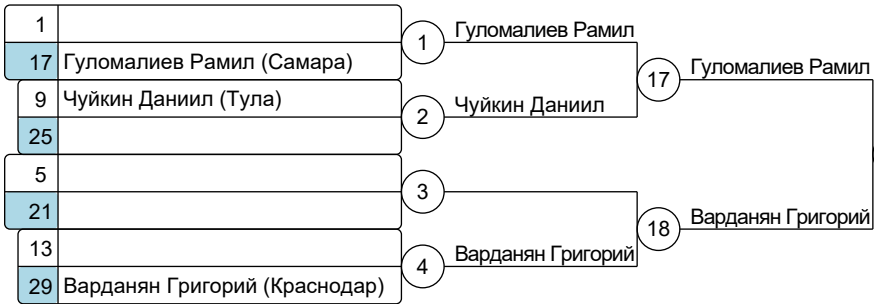 1
17 Гуломалиев Рамил (Самара)
9 Чуйкин Даниил (Тула)
25
5
21
13
29 Варданян Григорий (Краснодар)
1
2
3
4
Гуломалиев Рамил
Чуйкин Даниил
Варданян Григорий
17
18
Гуломалиев Рамил
Варданян Григорий